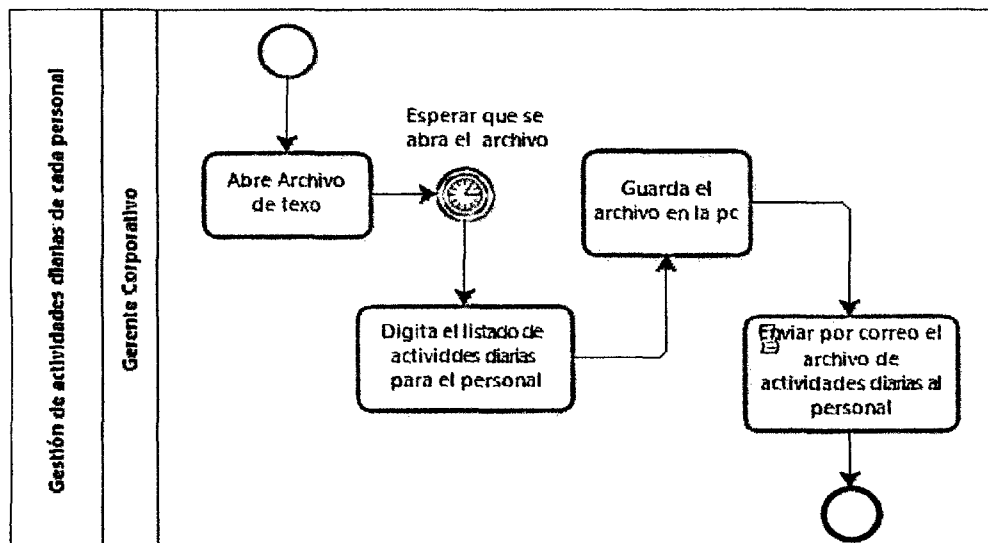 Gestión de actividades diarias de cada personal
Gerente Corporativo
Abre Archivo
de texo
Esperar que se
abra el archivo
Digita el listado de
actividdes diarias
para el personal
Guarda el
archivo en la pc
Enviar por correo el
archivo de
actividades diarias al
personal